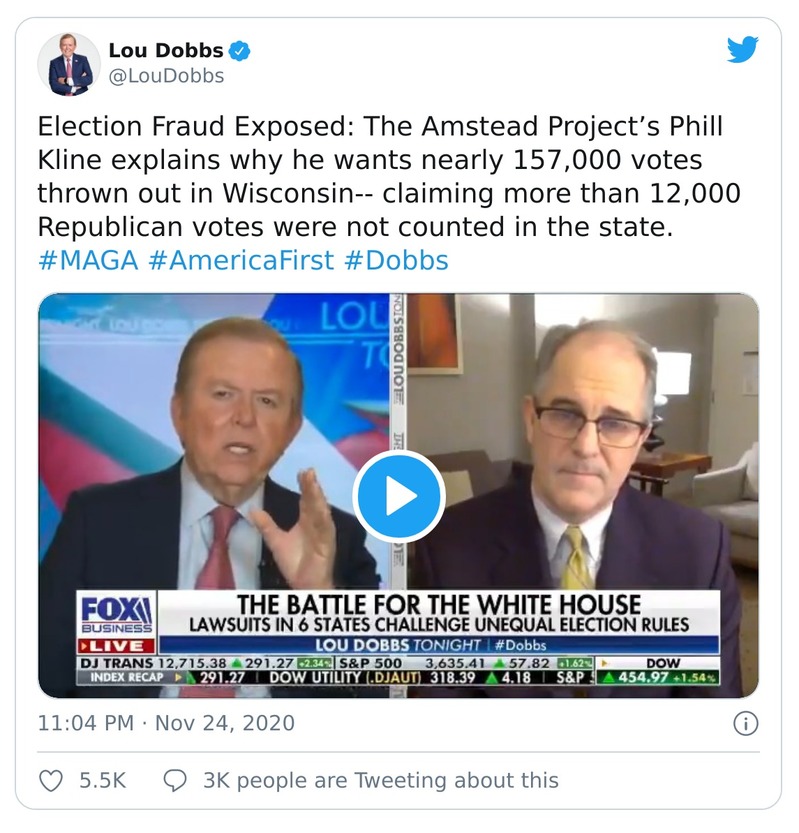 Lou Dobbs
@LouDobbs
Election Fraud Exposed: The Amstead Project’s Phill
Kline explains why he wants nearly 157,000 votes
thrown out in Wisconsin-- claiming more than 12,000
Republican votes were not counted in the state.
#MAGA #AmericaFirst #Dobbs
LOU
LOU DOBBS
FOX
BUSINESS
LIVE
THE BATTLE FOR THE WHITE HOUSE
LAWSUITS IN 6 STATES CHALLENGE UNEQUAL ELECTION RULES
LOU DOBBS TONIGHT | #Dobbs
DJ TRANS 12,715.38 ▲ 291.27 +2.34% S&P 500 3,635.41 ▲ 57.82 +1.62% DOW
INDEX RECAP 291.27 DOW UTILITY (.DJAUT) 318.39 ▲ 4.18 S&P ▲ 454.97 +1.54%
11:04 PM · Nov 24, 2020
5.5K 3K people are Tweeting about this